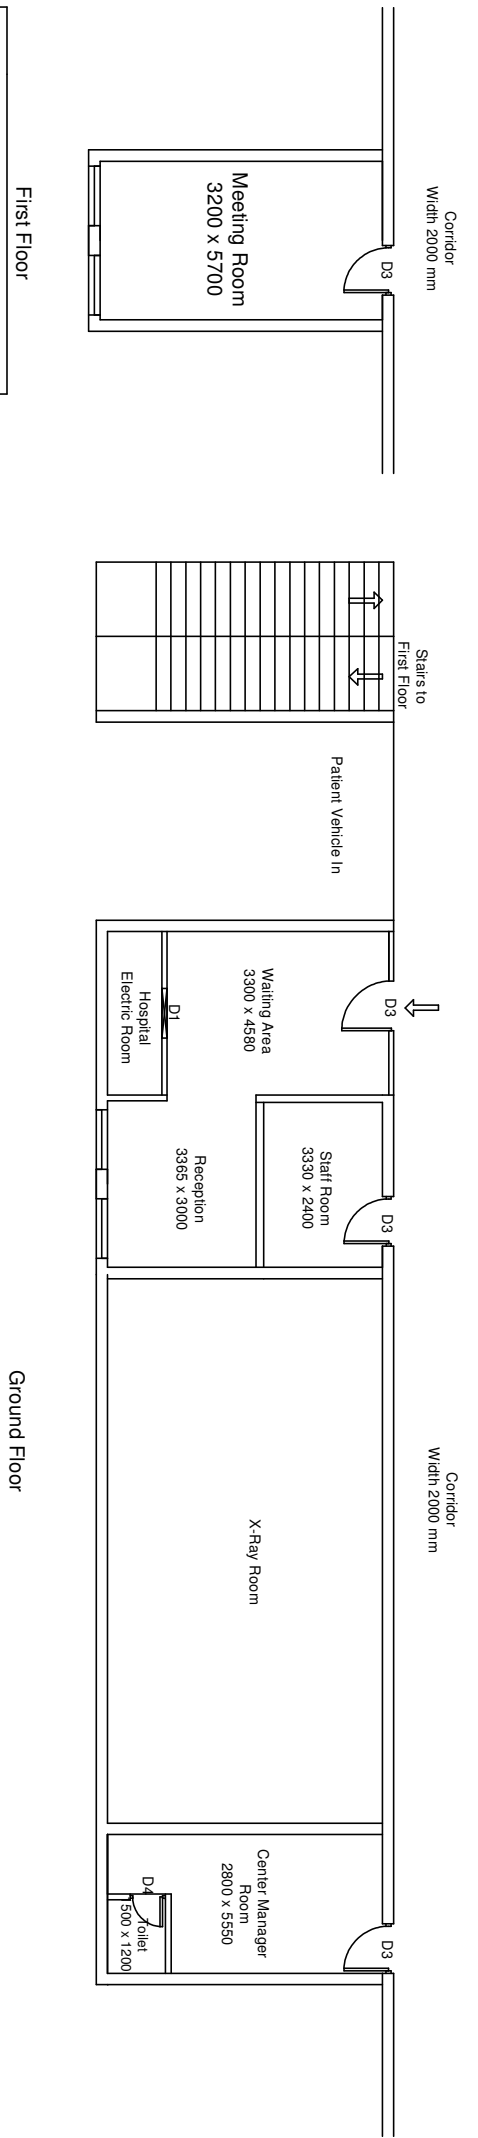 Corridor
Width 2000 mm
D3
Meeting Room
3200 x 5700
First Floor
Stairs to
First Floor
Patient Vehicle In
D3
Waiting Area
3300 x 4580
D1
Hospital
Electric Room
D3
Staff Room
3330 x 2400
Reception
3365 x 3000
Corridor
Width 2000 mm
X-Ray Room
Ground Floor
D3
Center Manager
Room
2800 x 5550
D4
Toilet
1500 x 1200